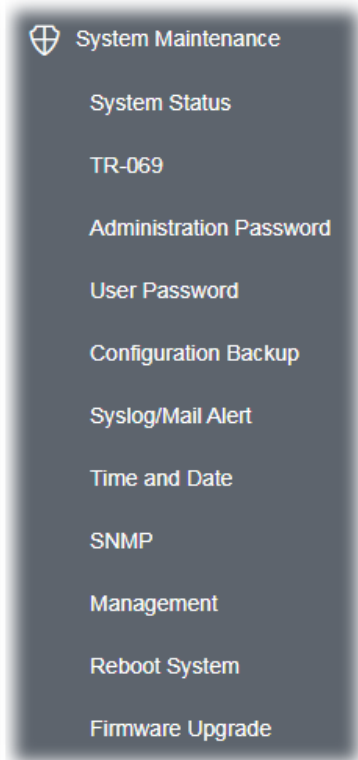 System Maintenance
System Status
TR-069
Administration Password
User Password
Configuration Backup
Syslog/Mail Alert
Time and Date
SNMP
Management
Reboot System
Firmware Upgrade